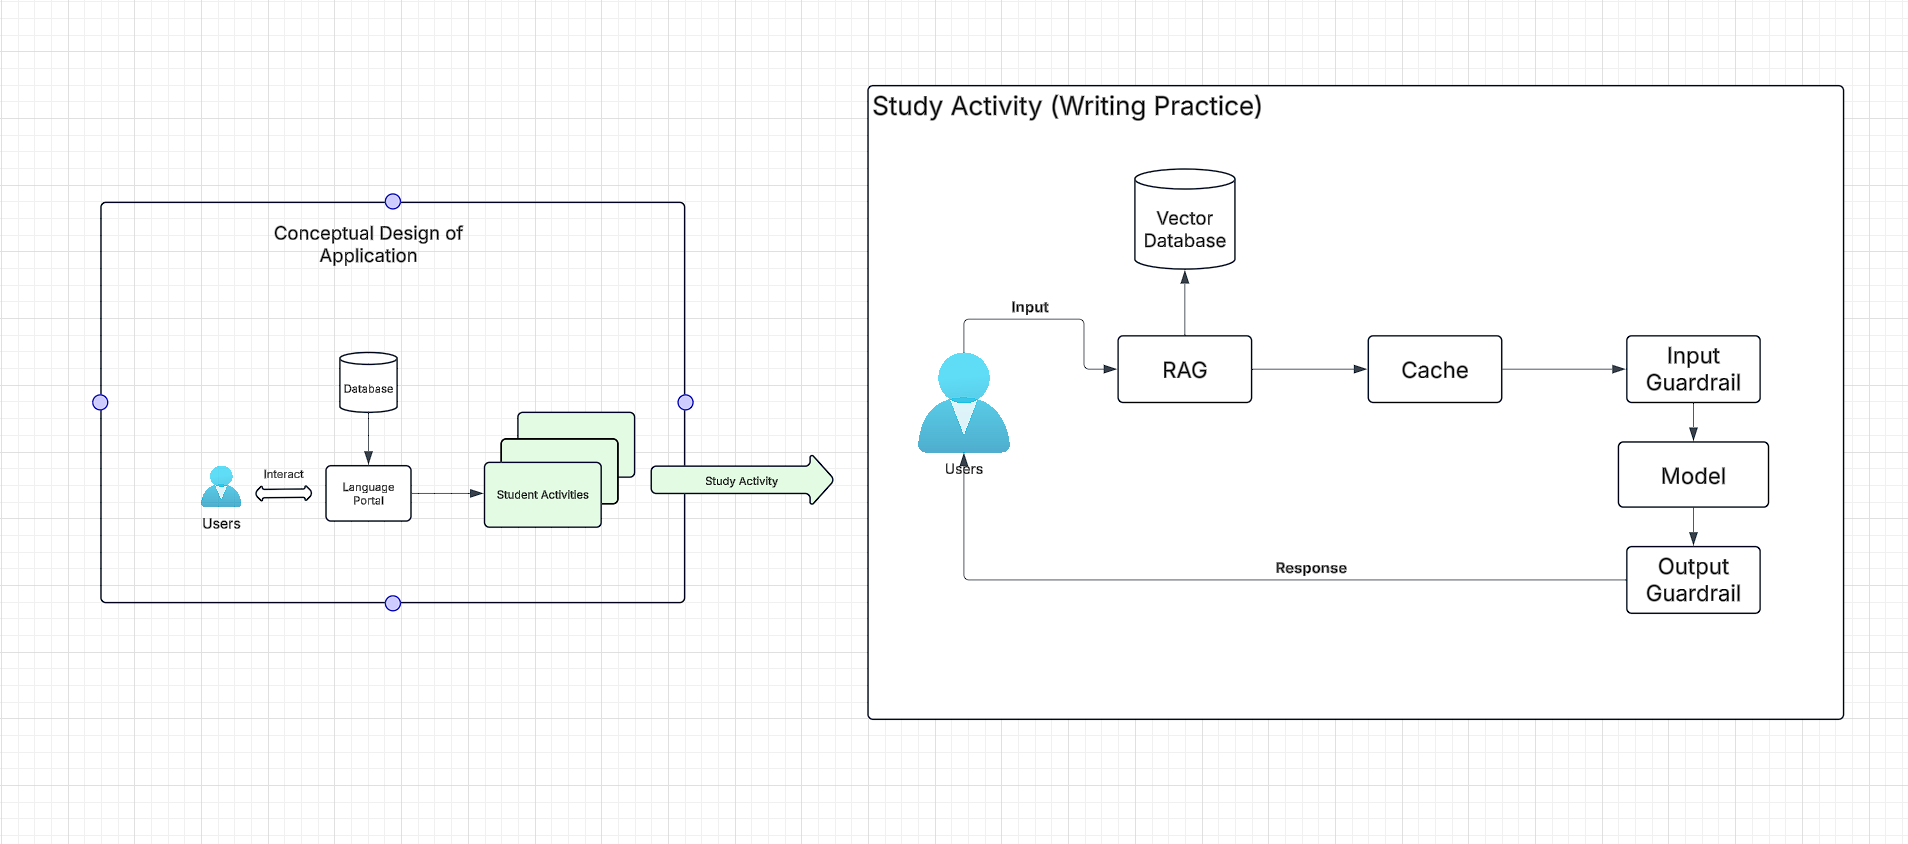 Conceptual Design of
Application
Database
Interact
Language
Portal
Users
Student Activities
Study Activity
Study Activity (Writing Practice)
Vector
Database
Input
RAG
Cache
Input
Guardrail
Users
Model
Response
Output
Guardrail